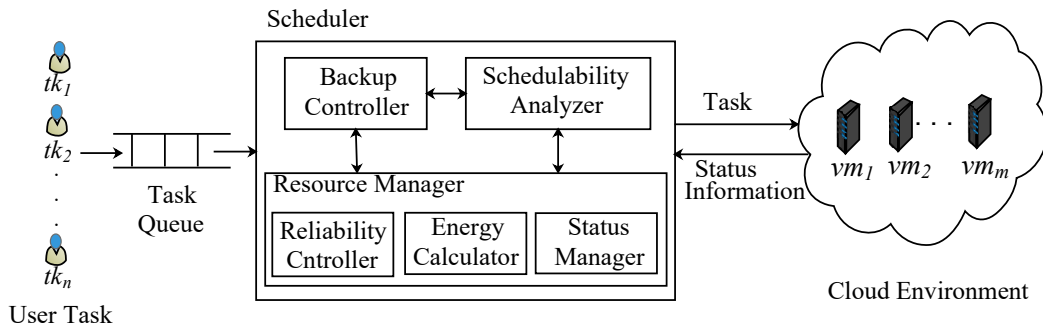 Scheduler
tk1
tk2
.
.
.
tkn
User Task
Task
Queue
Backup
Controller
Schedulability
Analyzer
Resource Manager
Reliability
Cntroller
Energy
Calculator
Status
Manager
Task
Status
Information
. . .
vm1
vm2
vmm
Cloud Environment